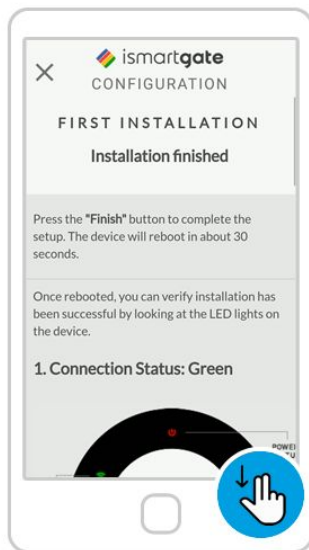 ismartgate
CONFIGURATION
FIRST INSTALLATION
Installation finished
Press the "Finish" button to complete the
setup. The device will reboot in about 30
seconds.
Once rebooted, you can verify installation has
been successful by looking at the LED lights on
the device.
1. Connection Status: Green